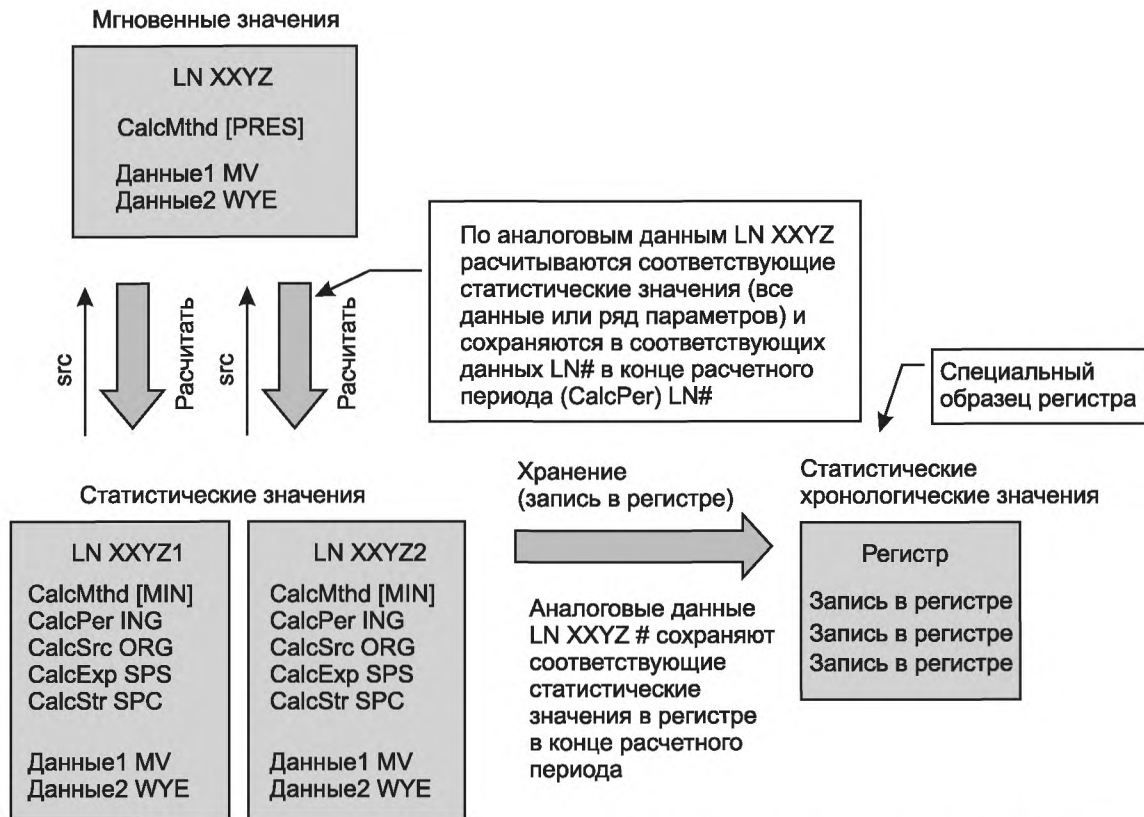 Мгновенные значения
LN XXYZ
CalcMthd [PRES]
Данные1 MV
Данные2 WYE
src
Расчитать
src
Расчитать
По аналоговым данным LN XXYZ
расчитываются соответствующие
статистические значения (все
данные или ряд параметров) и
сохраняются в соответствующих
данных LN# в конце расчетного
периода (CalcPer) LN#
Специальный
образец регистра
Статистические значения
LN XXYZ1
CalcMthd [MIN]
CalcPer ING
CalcSrc ORG
CalcExp SPS
CalcStr SPC
Данные1 MV
Данные2 WYE
LN XXYZ2
CalcMthd [MIN]
CalcPer ING
CalcSrc ORG
CalcExp SPS
CalcStr SPC
Данные1 MV
Данные2 WYE
Хранение
(запись в регистре)
Аналоговые данные
LN XXYZ # сохраняют
соответствующие
статистические
значения в регистре
в конце расчетного
периода
Статистические
хронологические значения
Регистр
Запись в регистре
Запись в регистре
Запись в регистре